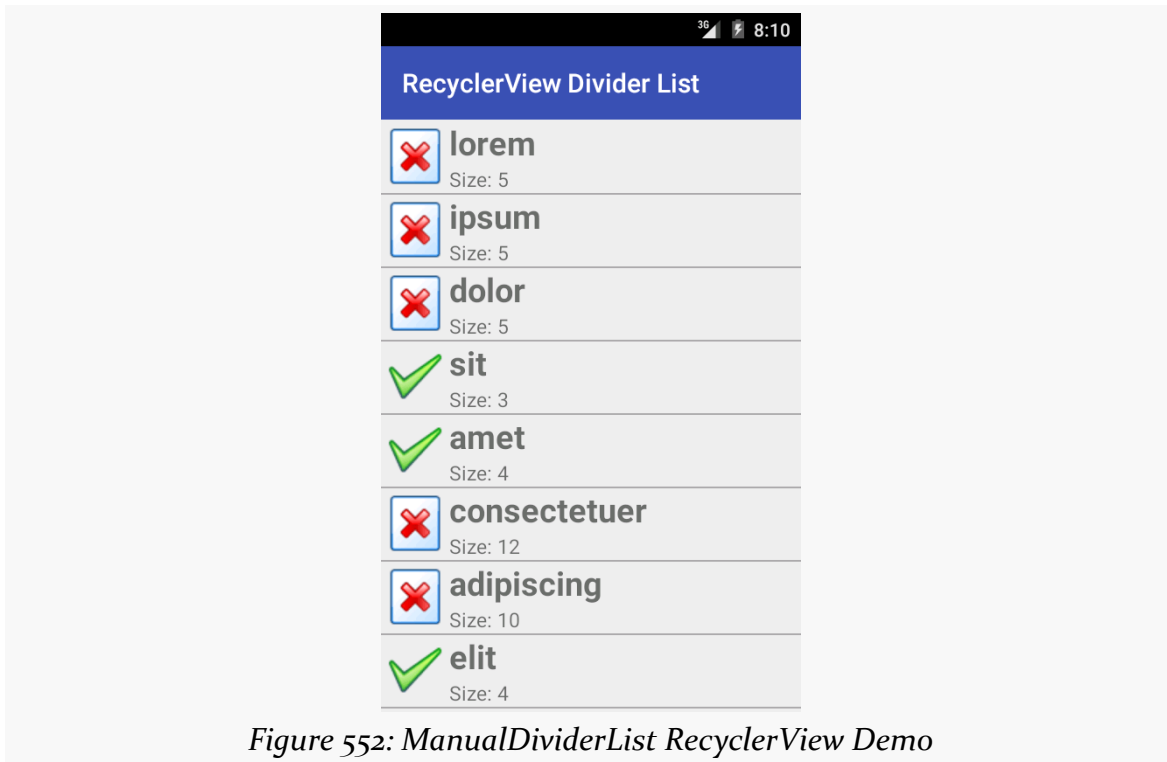 3G 8:10
RecyclerView Divider List
lorem
Size: 5
ipsum
Size: 5
dolor
Size: 5
sit
Size: 3
amet
Size: 4
consectetuer
Size: 12
adipiscing
Size: 10
elit
Size: 4
Figure 552: ManualDividerList RecyclerView Demo